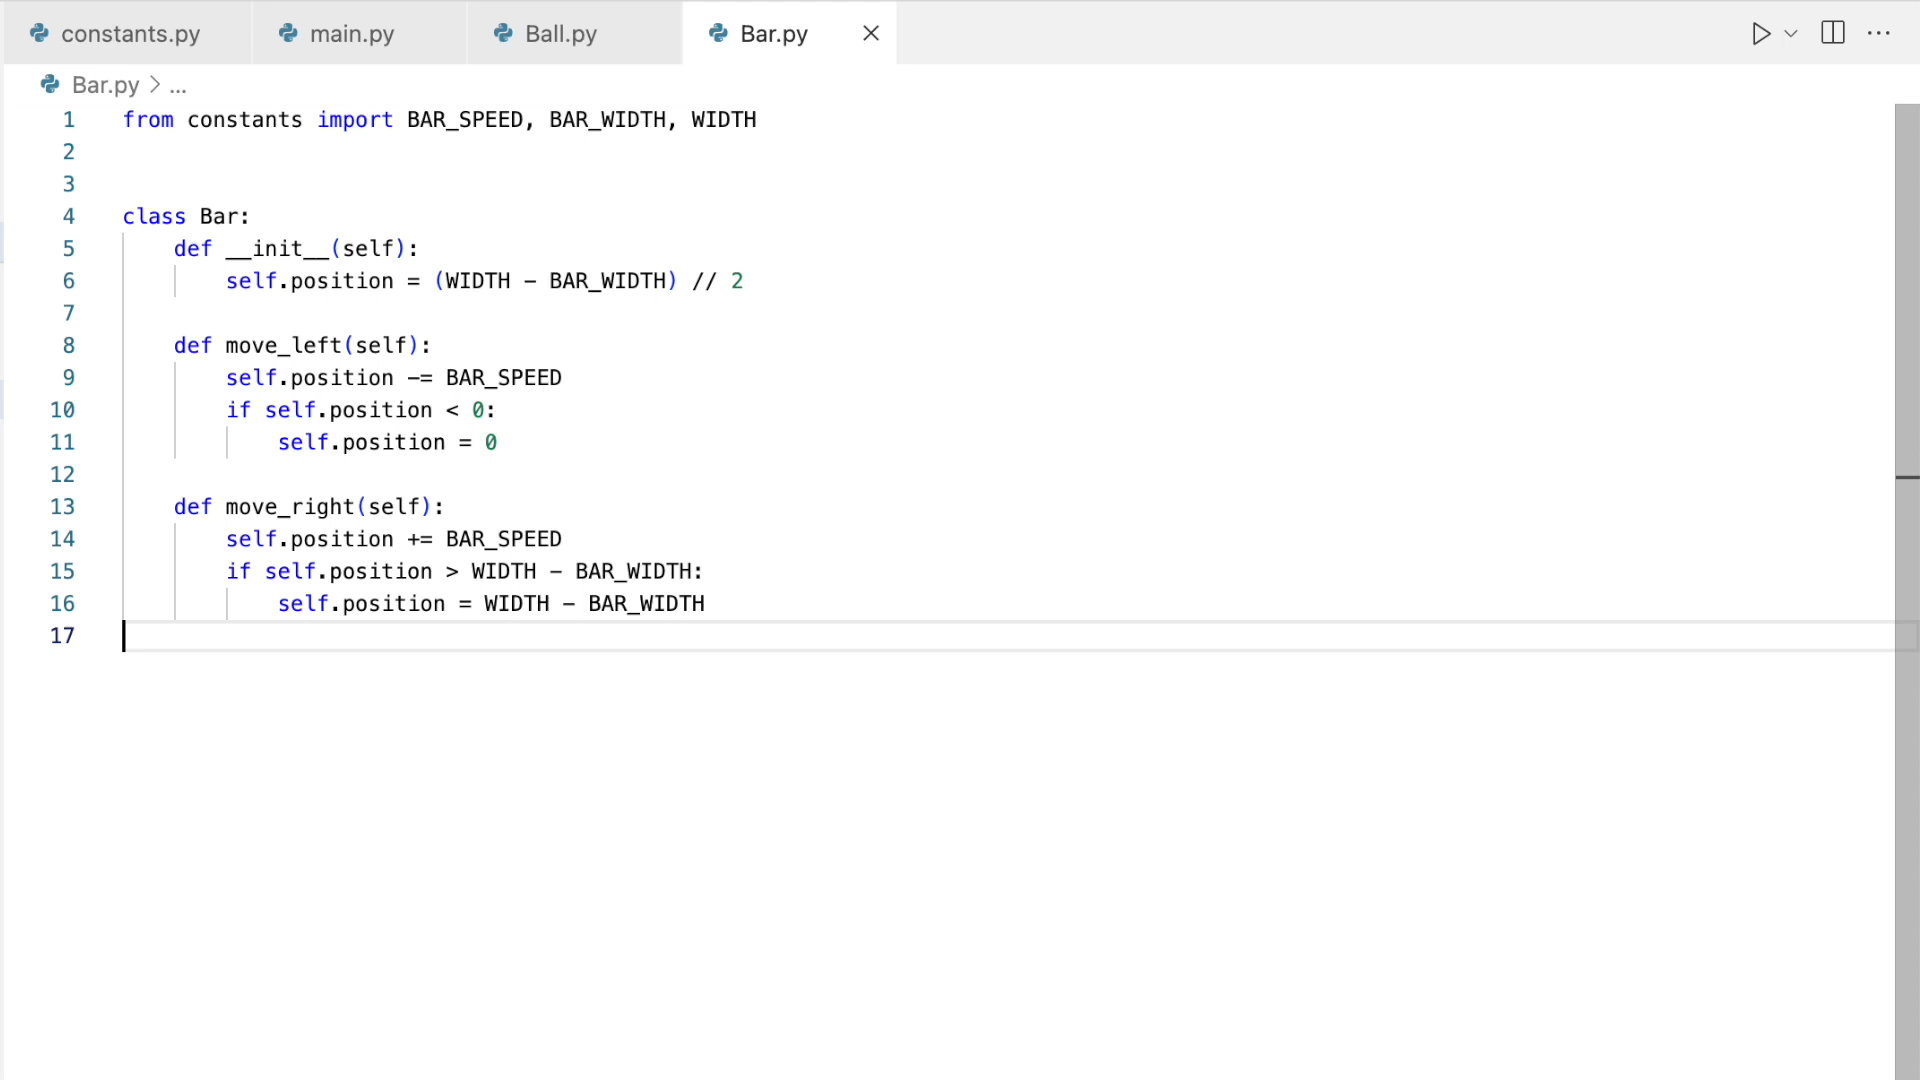 constants.py main.py Ball.py Bar.py
Bar.py > ...
1 from constants import BAR_SPEED, BAR_WIDTH, WIDTH
2
3
4 class Bar:
5     def __init__(self):
6         self.position = (WIDTH - BAR_WIDTH) // 2
7
8     def move_left(self):
9         self.position -= BAR_SPEED
10         if self.position < 0:
11             self.position = 0
12
13     def move_right(self):
14         self.position += BAR_SPEED
15         if self.position > WIDTH - BAR_WIDTH:
16             self.position = WIDTH - BAR_WIDTH
17